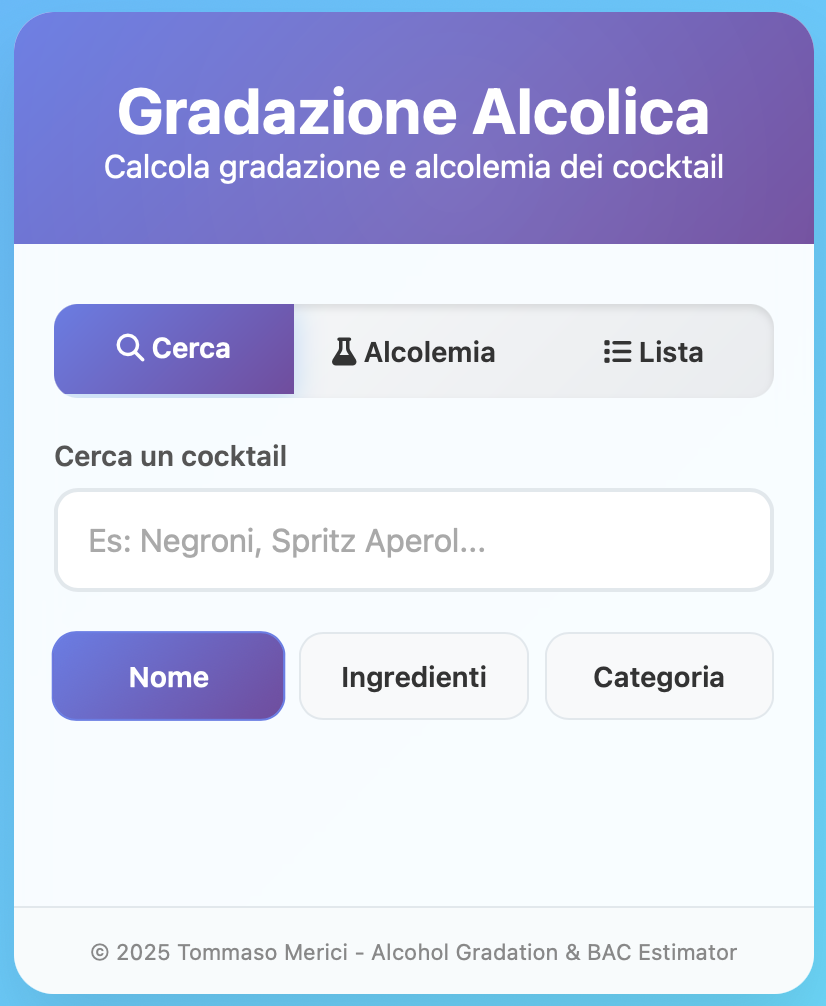 Gradazione Alcolica
Calcola gradazione e alcolemia dei cocktail
Cerca Alcolemia Lista
Cerca un cocktail
Es: Negroni, Spritz Aperol...
Nome Ingredienti Categoria
© 2025 Tommaso Merici - Alcohol Gradation & BAC Estimator